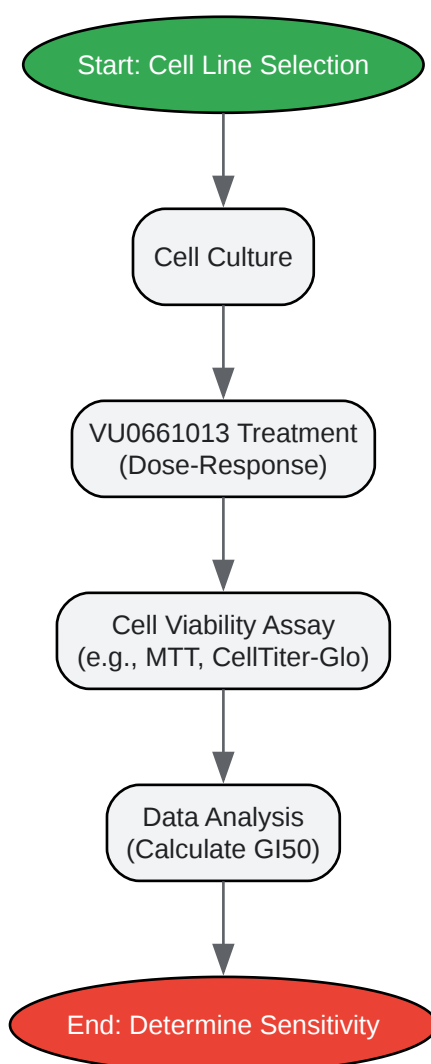 Start: Cell Line Selection
Cell Culture
VU0661013 Treatment
(Dose-Response)
Cell Viability Assay
(e.g., MTT, CellTiter-Glo)
Data Analysis
(Calculate GI50)
End: Determine Sensitivity